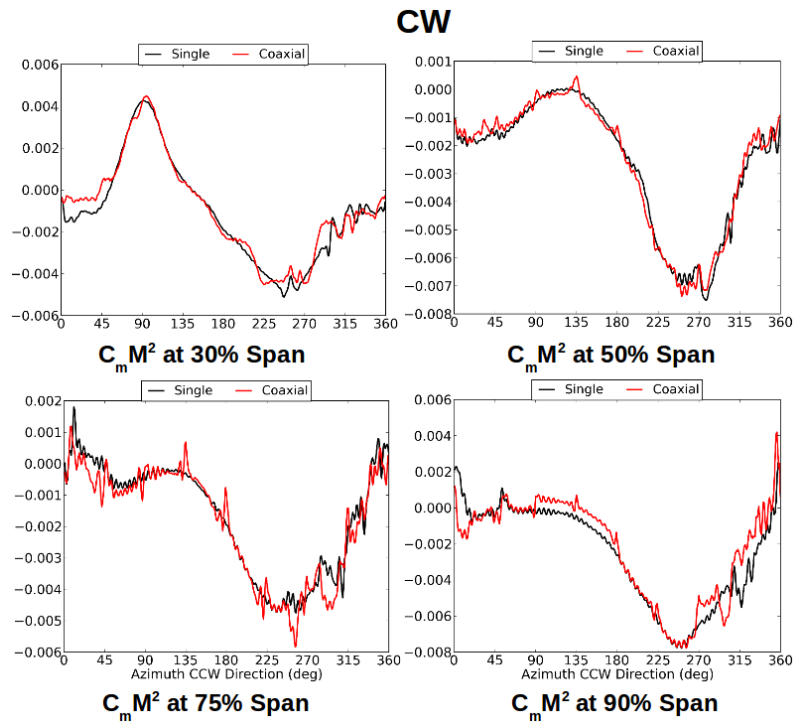 CW
Single Coaxial
0.006
0.004
0.002
0.000
−0.002
−0.004
−0.006
0 45 90 135 180 225 270 315 360
CmM² at 30% Span
Single Coaxial
0.001
0.000
−0.001
−0.002
−0.003
−0.004
−0.005
−0.006
−0.007
−0.008
0 45 90 135 180 225 270 315 360
CmM² at 50% Span
Single Coaxial
0.002
0.001
0.000
−0.001
−0.002
−0.003
−0.004
−0.005
−0.006
0 45 90 135 180 225 270 315 360
Azimuth CCW Direction (deg)
CmM² at 75% Span
Single Coaxial
0.006
0.004
0.002
0.000
−0.002
−0.004
−0.006
−0.008
0 45 90 135 180 225 270 315 360
Azimuth CCW Direction (deg)
CmM² at 90% Span